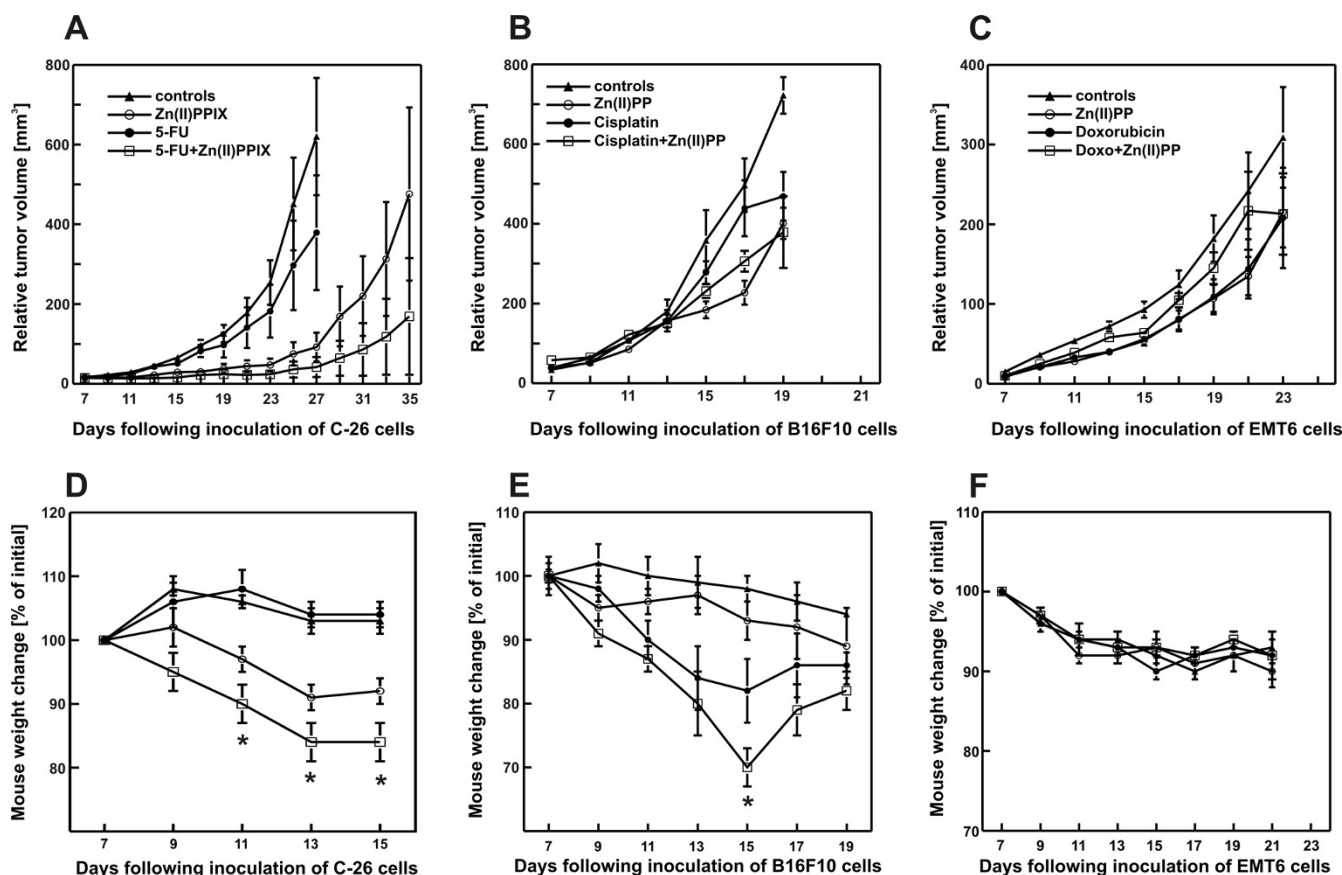 A
Relative tumor volume [mm³]
800
600
400
200
0
controls
Zn(II)PPIX
5-FU
5-FU+Zn(II)PPIX
7 11 15 19 23 27 31 35
Days following inoculation of C-26 cells
B
Relative tumor volume [mm³]
800
600
400
200
0
controls
Zn(II)PP
Cisplatin
Cisplatin+Zn(II)PP
7 11 15 19 21
Days following inoculation of B16F10 cells
C
Relative tumor volume [mm³]
400
300
200
100
0
controls
Zn(II)PP
Doxorubicin
Doxo+Zn(II)PP
7 11 15 19 23
Days following inoculation of EMT6 cells
D
Mouse weight change [% of initial]
120
110
100
90
80
* * *
7 9 11 13 15
Days following inoculation of C-26 cells
E
Mouse weight change [% of initial]
110
100
90
80
70
*
7 9 11 13 15 17 19
Days following inoculation of B16F10 cells
F
Mouse weight change [% of initial]
110
100
90
80
70
7 9 11 13 15 17 19 21 23
Days following inoculation of EMT6 cells